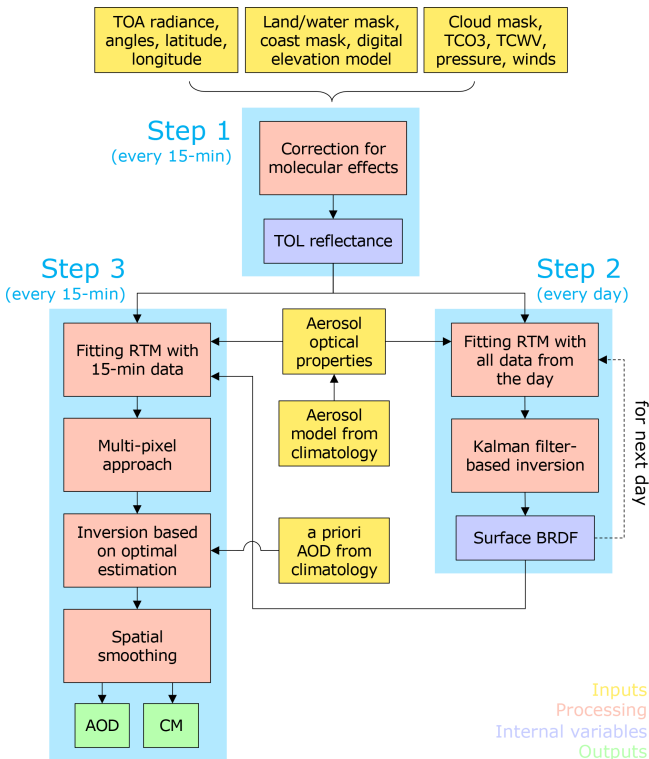 TOA radiance,
angles, latitude,
longitude
Land/water mask,
coast mask, digital
elevation model
Cloud mask,
TCO3, TCWV,
pressure, winds
Step 1
(every 15-min)
Correction for
molecular effects
TOL reflectance
Step 3
(every 15-min)
Step 2
(every day)
Fitting RTM with
15-min data
Aerosol
optical
properties
Fitting RTM with
all data from
the day
Aerosol
model from
climatology
for next day
Multi-pixel
approach
Kalman filter-
based inversion
Inversion based
on optimal
estimation
a priori
AOD from
climatology
Surface BRDF
Spatial
smoothing
AOD
CM
Inputs
Processing
Internal variables
Outputs